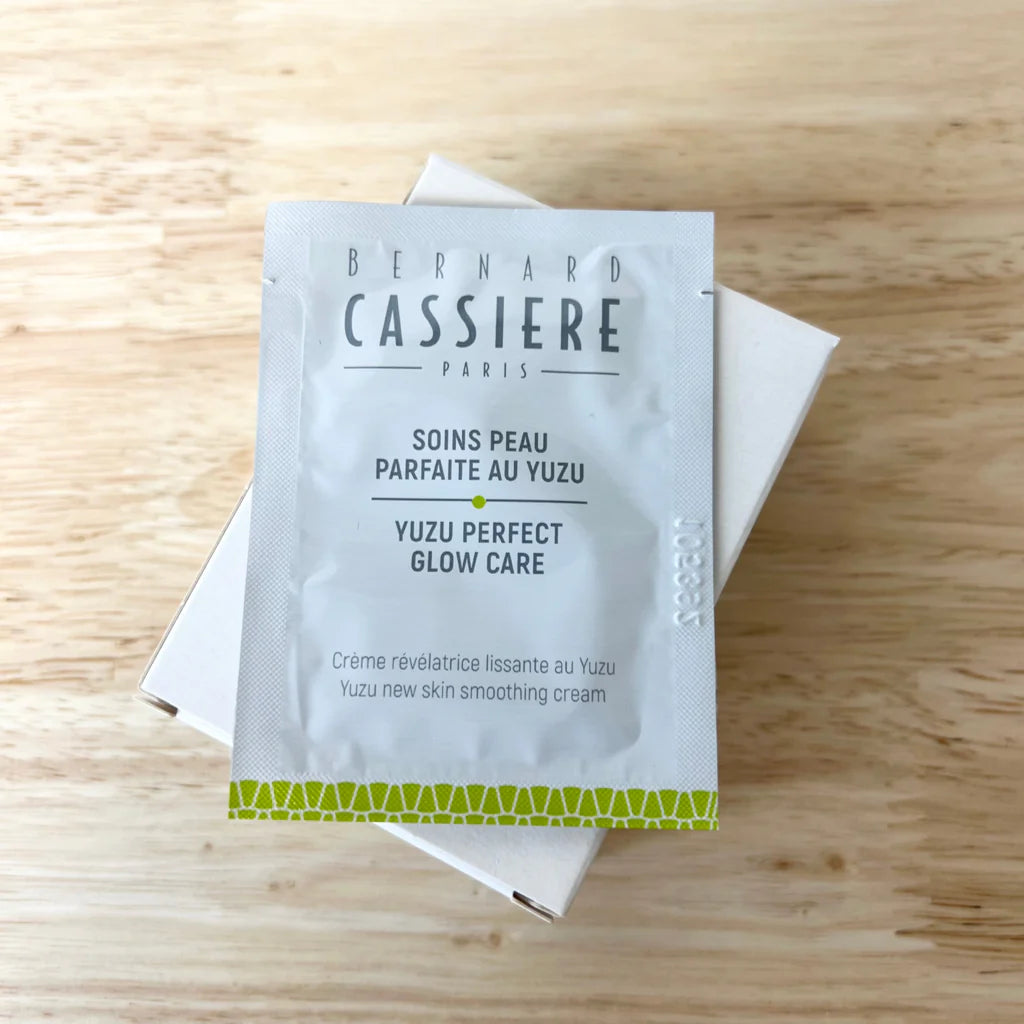 BERNARD
CASSIERE
PARIS
SOINS PEAU
PARFAITE AU YUZU
YUZU PERFECT
GLOW CARE
Crème révélatrice lissante au Yuzu
Yuzu new skin smoothing cream